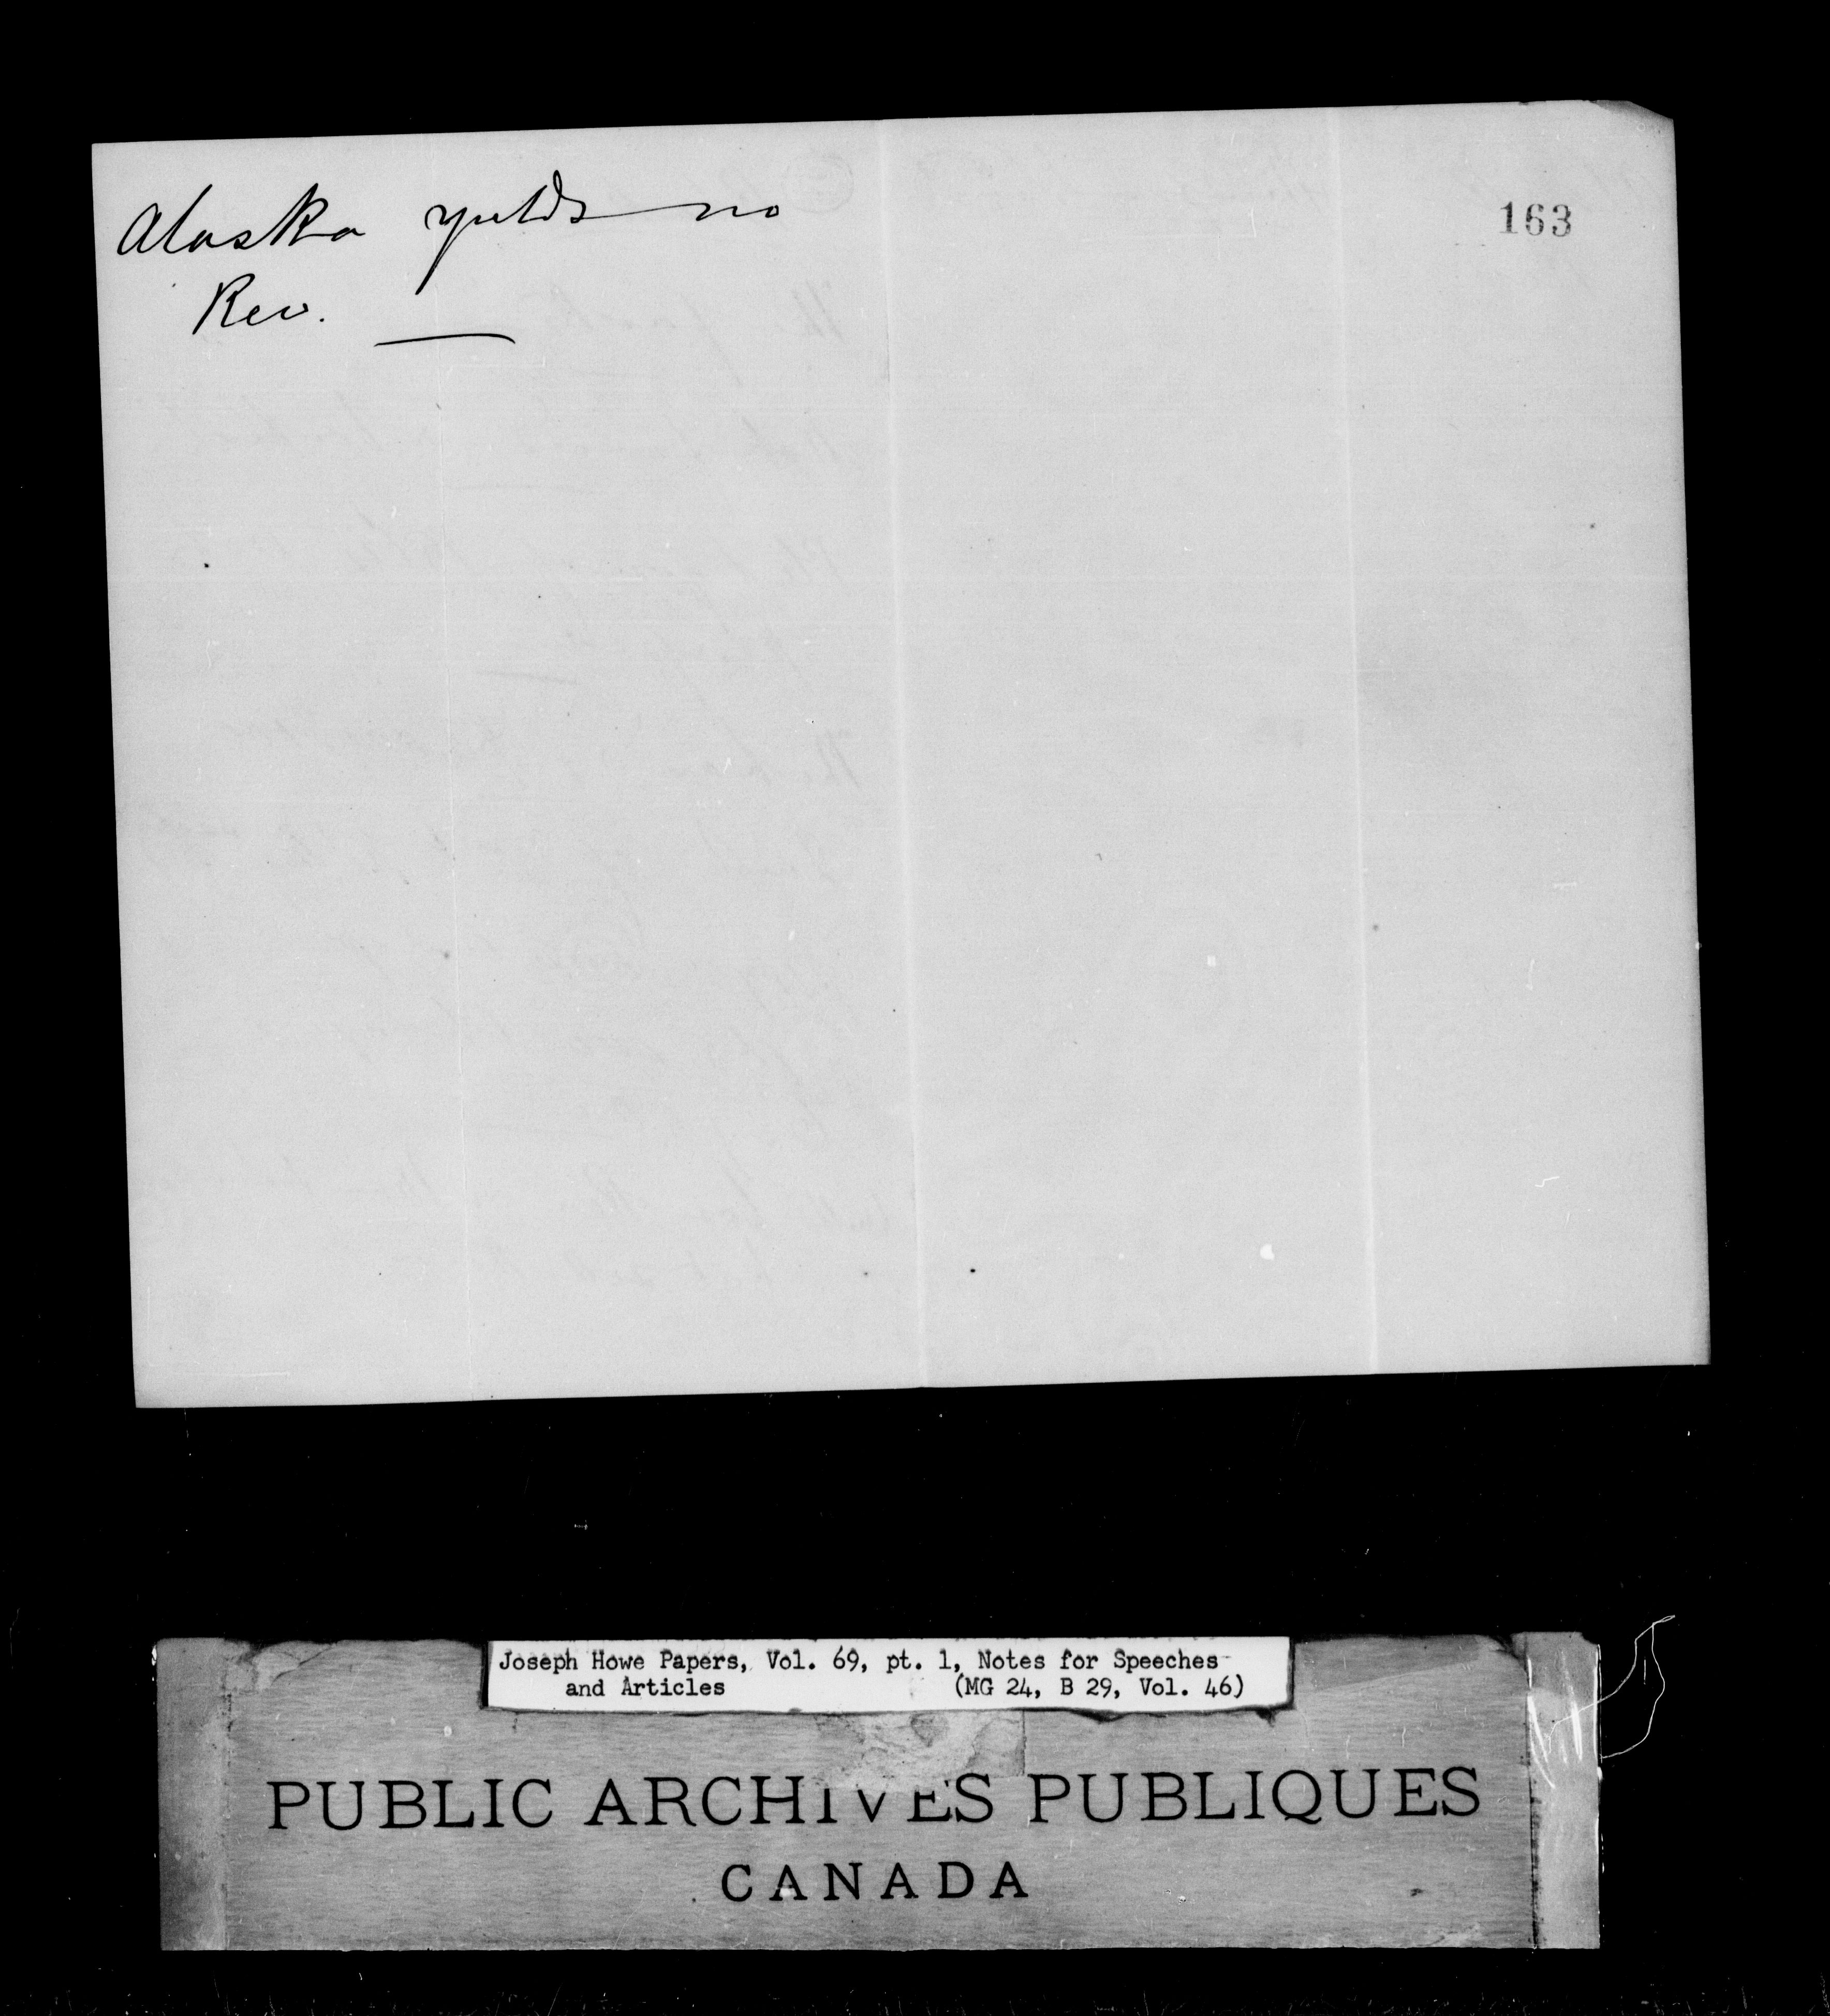 Alaska yields no
Rev.
163
Joseph Howe Papers, Vol. 69, pt. 1, Notes for Speeches
and Articles (MG 24, B 29, Vol. 46)
PUBLIC ARCHIVES PUBLIQUES
CANADA